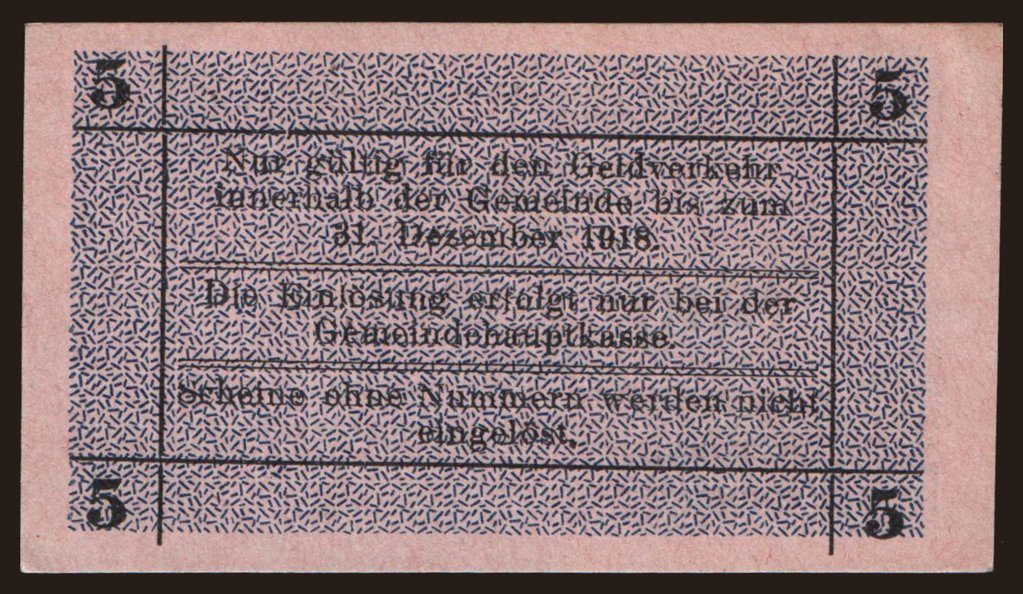 5 5
Nur gültig für den Geldverkehr
innerhalb der Gemeinde bis zum
31. Dezember 1918.
Die Einlösung erfolgt nur bei der
Gemeindehauptkasse.
Scheine ohne Nummern werden nicht
eingelöst.
5 5